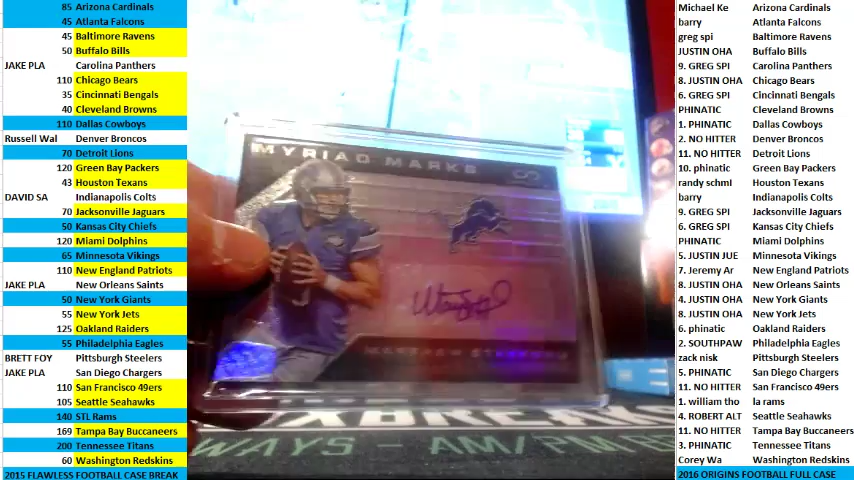 85 Arizona Cardinals
45 Atlanta Falcons
45 Baltimore Ravens
50 Buffalo Bills
JAKE PLA Carolina Panthers
110 Chicago Bears
35 Cincinnati Bengals
40 Cleveland Browns
110 Dallas Cowboys
Russell Wal Denver Broncos
70 Detroit Lions
120 Green Bay Packers
43 Houston Texans
DAVID SA Indianapolis Colts
70 Jacksonville Jaguars
50 Kansas City Chiefs
120 Miami Dolphins
65 Minnesota Vikings
110 New England Patriots
JAKE PLA New Orleans Saints
50 New York Giants
55 New York Jets
125 Oakland Raiders
55 Philadelphia Eagles
BRETT FOY Pittsburgh Steelers
JAKE PLA San Diego Chargers
110 San Francisco 49ers
105 Seattle Seahawks
140 STL Rams
169 Tampa Bay Buccaneers
200 Tennessee Titans
60 Washington Redskins
2015 FLAWLESS FOOTBALL CASE BREAK
MYRIAD MARKS
MATTHEW STAFFORD
WAYS - AM/FM
Michael Ke Arizona Cardinals
barry Atlanta Falcons
greg spi Baltimore Ravens
JUSTIN OHA Buffalo Bills
9. GREG SPI Carolina Panthers
8. JUSTIN OHA Chicago Bears
6. GREG SPI Cincinnati Bengals
PHINATIC Cleveland Browns
1. PHINATIC Dallas Cowboys
2. NO HITTER Denver Broncos
11. NO HITTER Detroit Lions
10. phinatic Green Bay Packers
randy schml Houston Texans
barry Indianapolis Colts
9. GREG SPI Jacksonville Jaguars
6. GREG SPI Kansas City Chiefs
PHINATIC Miami Dolphins
5. JUSTIN JUE Minnesota Vikings
7. Jeremy Ar New England Patriots
8. JUSTIN OHA New Orleans Saints
4. JUSTIN OHA New York Giants
8. JUSTIN OHA New York Jets
6. phinatic Oakland Raiders
2. SOUTHPAW Philadelphia Eagles
zack nisk Pittsburgh Steelers
5. PHINATIC San Diego Chargers
11. NO HITTER San Francisco 49ers
1. william tho la rams
4. ROBERT ALT Seattle Seahawks
11. NO HITTER Tampa Bay Buccaneers
3. PHINATIC Tennessee Titans
Corey Wa Washington Redskins
2016 ORIGINS FOOTBALL FULL CASE